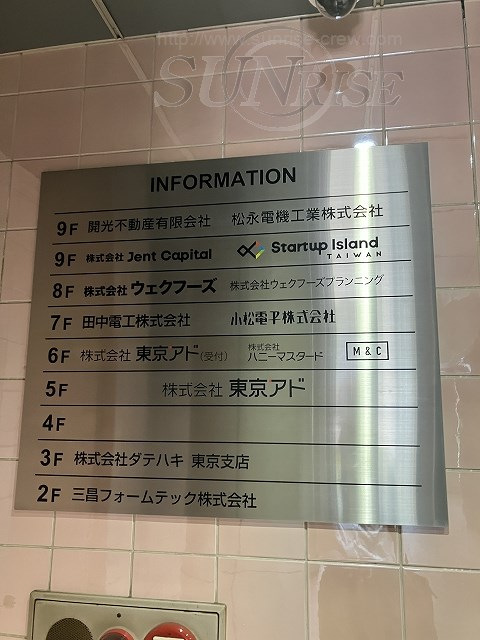 http://www.sunrise-crew.com
SUNRISE
INFORMATION
9F 開光不動産有限会社 松永電機工業株式会社
9F 株式会社 Jent Capital Startup Island TAIWAN
8F 株式会社 ウェクフーズ 株式会社ウェクフーズプランニング
7F 田中電工株式会社 小松電子株式会社
6F 株式会社 東京アド(受付) 株式会社 ハニーマスタード M & C
5F 株式会社 東京アド
4F
3F 株式会社ダテハキ 東京支店
2F 三昌フォームテック株式会社